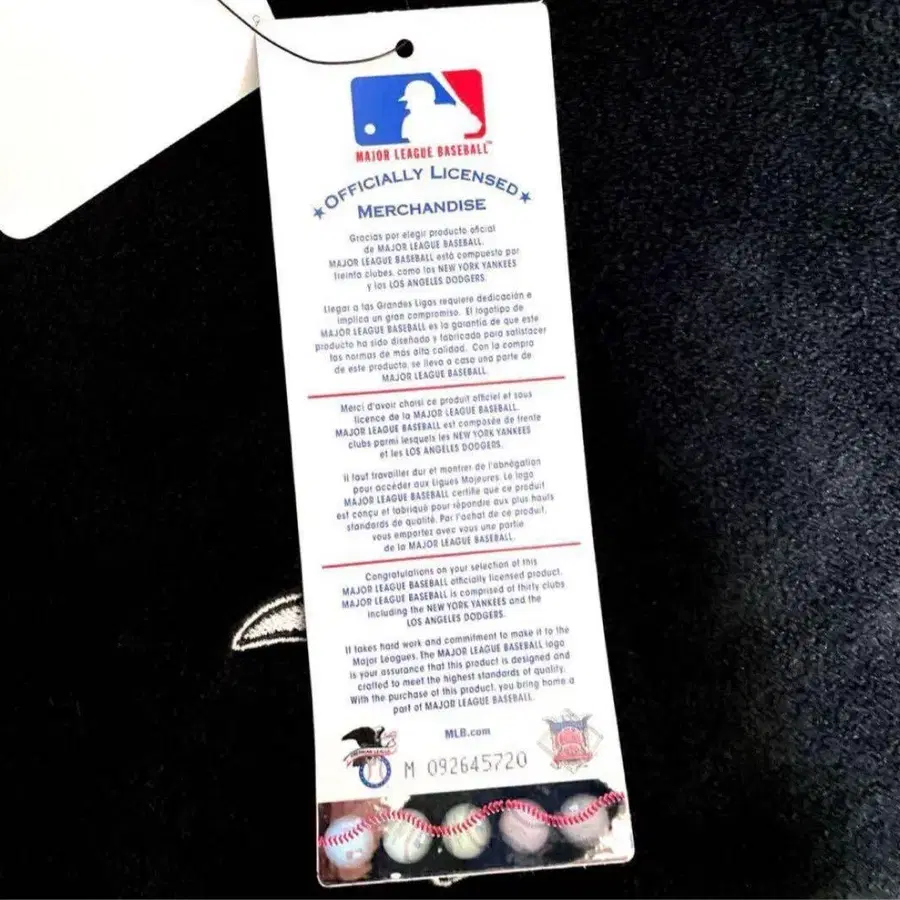 MAJOR LEAGUE BASEBALL™
★OFFICIALLY LICENSED★
MERCHANDISE
Gracias por elegir producto oficial
de MAJOR LEAGUE BASEBALL.
MAJOR LEAGUE BASEBALL está compuesto por
treinta clubes, como los NEW YORK YANKEES
y los LOS ANGELES DODGERS.
Llegar a las Grandes Ligas requiere dedicación e
implica un gran compromiso. El logotipo de
MAJOR LEAGUE BASEBALL es la garantía de que este
producto ha sido diseñado y fabricado para satisfacer
las normas de más alta calidad. Con la compra
de este producto, se lleva a casa una parte de
MAJOR LEAGUE BASEBALL.
Merci d'avoir choisi ce produit officiel et sous
licence de la MAJOR LEAGUE BASEBALL.
MAJOR LEAGUE BASEBALL est composée de trente
clubs parmi lesquels les NEW YORK YANKEES
et les LOS ANGELES DODGERS.
Il faut travailler dur et montrer de l'abnégation
pour accéder aux Ligues Majeures. Le logo
MAJOR LEAGUE BASEBALL certifie que ce produit
est conçu et fabriqué pour répondre aux plus hauts
standards de qualité. Par l'achat de ce produit,
vous emportez avec vous une partie
de la MAJOR LEAGUE BASEBALL.
Congratulations on your selection of this
MAJOR LEAGUE BASEBALL officially licensed product.
MAJOR LEAGUE BASEBALL is comprised of thirty clubs
including the NEW YORK YANKEES and the
LOS ANGELES DODGERS.
It takes hard work and commitment to make it to the
Major Leagues. The MAJOR LEAGUE BASEBALL logo
is your assurance that this product is designed and
crafted to meet the highest standards of quality.
With the purchase of this product, you bring home a
part of MAJOR LEAGUE BASEBALL.
MLB.com
AMERICAN LEAGUE
M 092645720